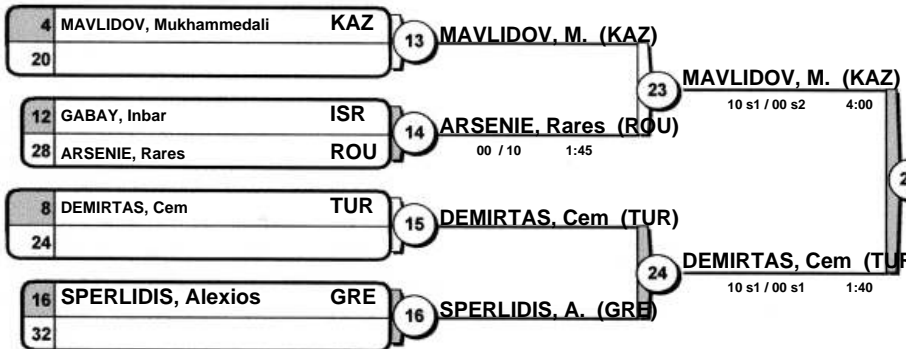 4 MAVLIDOV, Mukhammedali KAZ
20
13 MAVLIDOV, M. (KAZ)
12 GABAY, Inbar ISR
28 ARSENIE, Rares ROU
14 ARSENIE, Rares (ROU)
00 / 10 1:45
23 MAVLIDOV, M. (KAZ)
10 s1 / 00 s2 4:00
8 DEMIRTAS, Cem TUR
24
15 DEMIRTAS, Cem (TUR)
16 SPERLIDIS, Alexios GRE
32
16 SPERLIDIS, A. (GRE)
24 DEMIRTAS, Cem (TUR
10 s1 / 00 s1 1:40
2